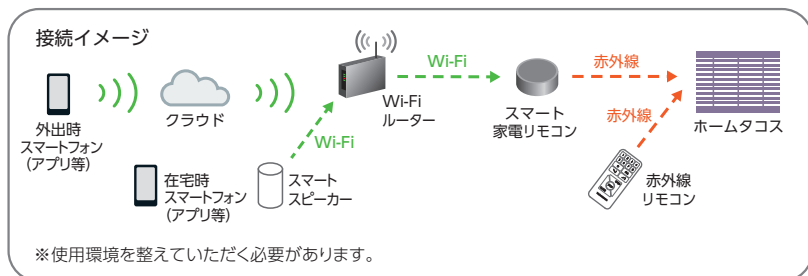 接続イメージ
外出時
スマートフォン
(アプリ等)
クラウド
Wi-Fi
ルーター
Wi-Fi
スマート
家電リモコン
赤外線
ホームタコス
在宅時
スマートフォン
(アプリ等)
スマート
スピーカー
Wi-Fi
赤外線
赤外線
リモコン
※使用環境を整えていただく必要があります。